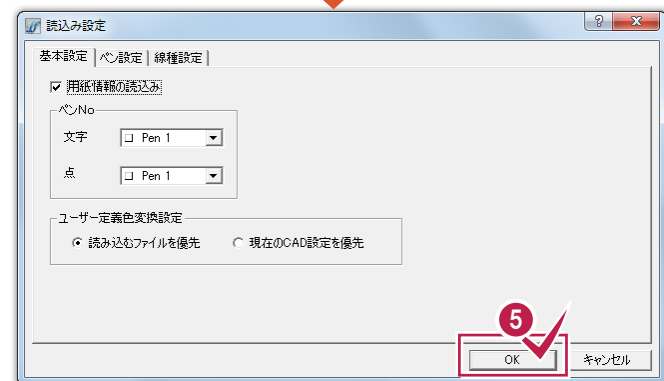 読込み設定
基本設定 ペン設定 線種設定
用紙情報の読込み
ペンNo
文字 Pen 1
点 Pen 1
ユーザー定義色変換設定
読み込むファイルを優先 現在のCAD設定を優先
5
OK キャンセル